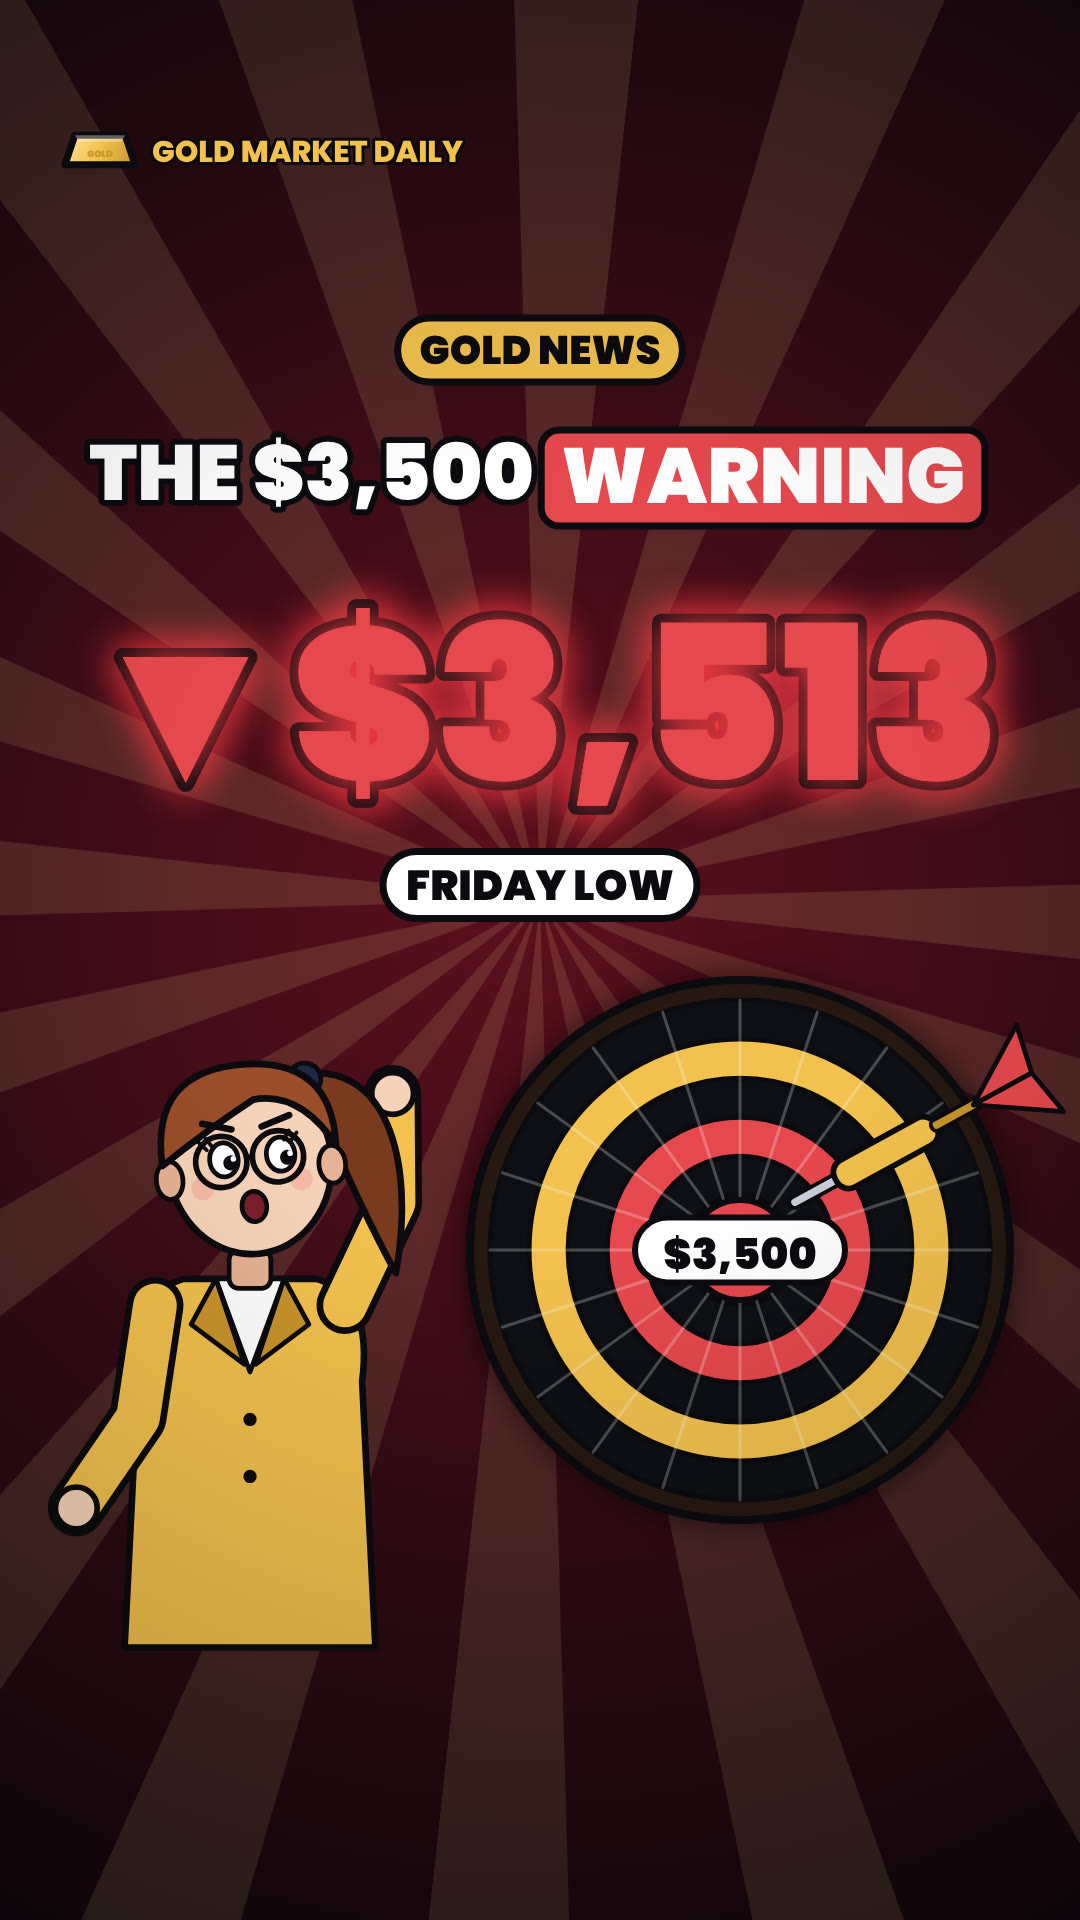 GOLD
GOLD MARKET DAILY
GOLD NEWS
THE $3,500 WARNING
▼ $3,513
FRIDAY LOW
$3,500